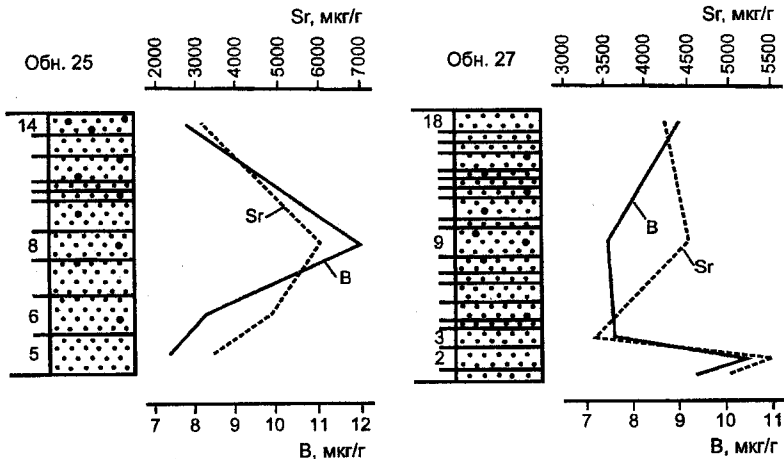 Sr, мкг/г
2000 3000 4000 5000 6000 7000
Обн. 25
14
8
6
5
Sr
B
7 8 9 10 11 12
B, мкг/г
Sr, мкг/г
3000 3500 4000 4500 5000 5500
Обн. 27
18
9
3
2
B
Sr
7 8 9 10 11
B, мкг/г